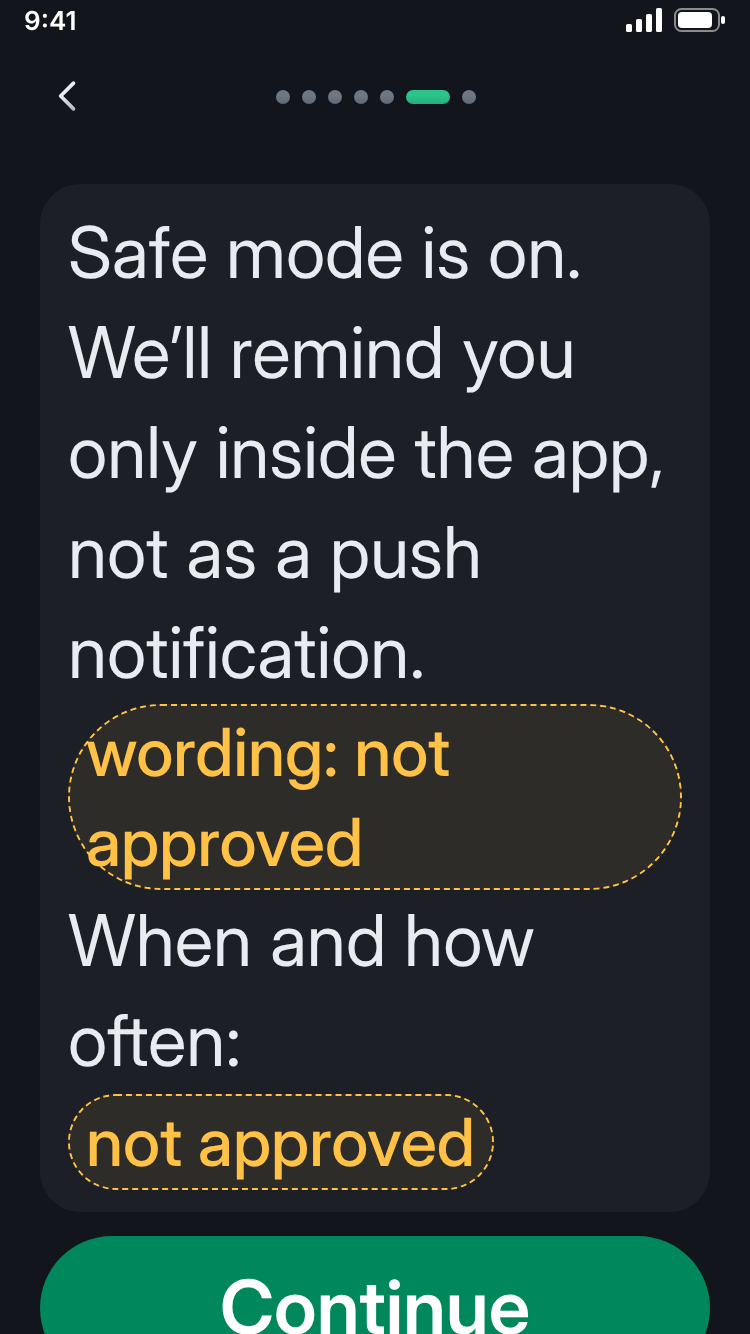 9:41
Safe mode is on.
We’ll remind you
only inside the app,
not as a push
notification.
wording: not
approved
When and how
often:
not approved
Continue